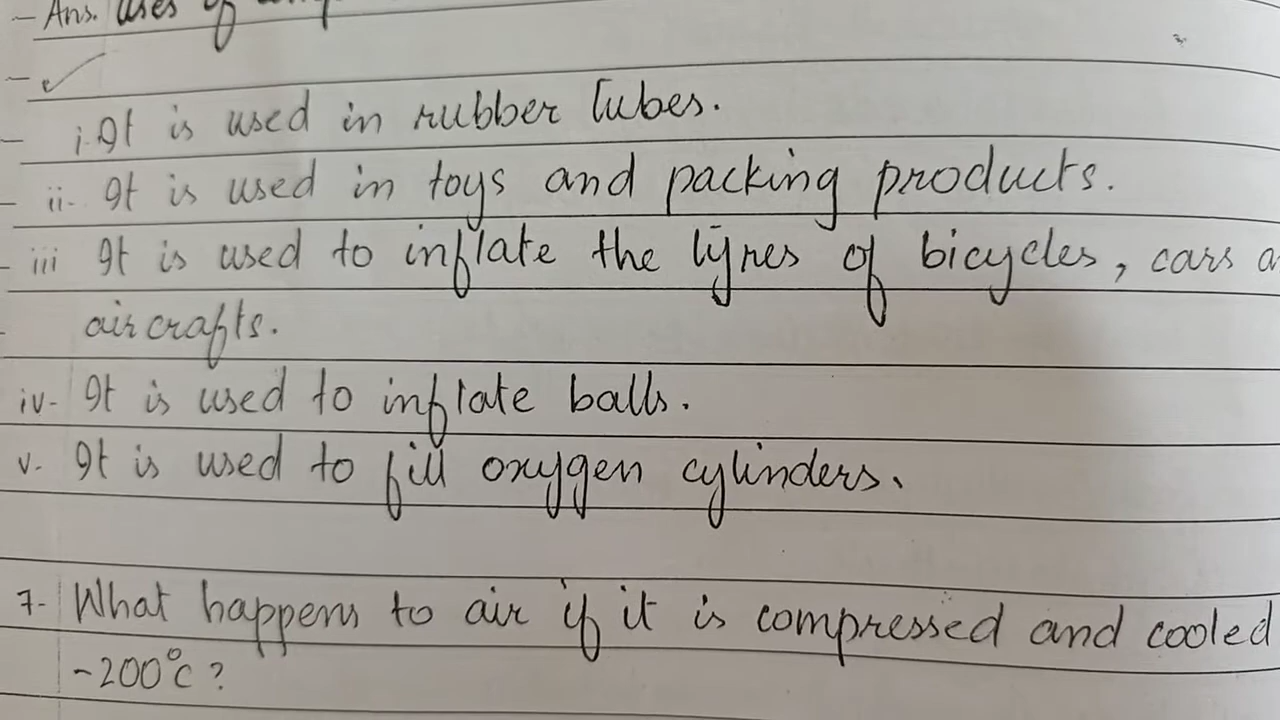 - Ans. Uses of
i. It is used in rubber tubes.
ii- It is used in toys and packing products.
iii It is used to inflate the tyres of bicycles, cars a
aircrafts.
iv- It is used to inflate balls.
v. It is used to fill oxygen cylinders.
7- What happens to air if it is compressed and cooled
-200°C?